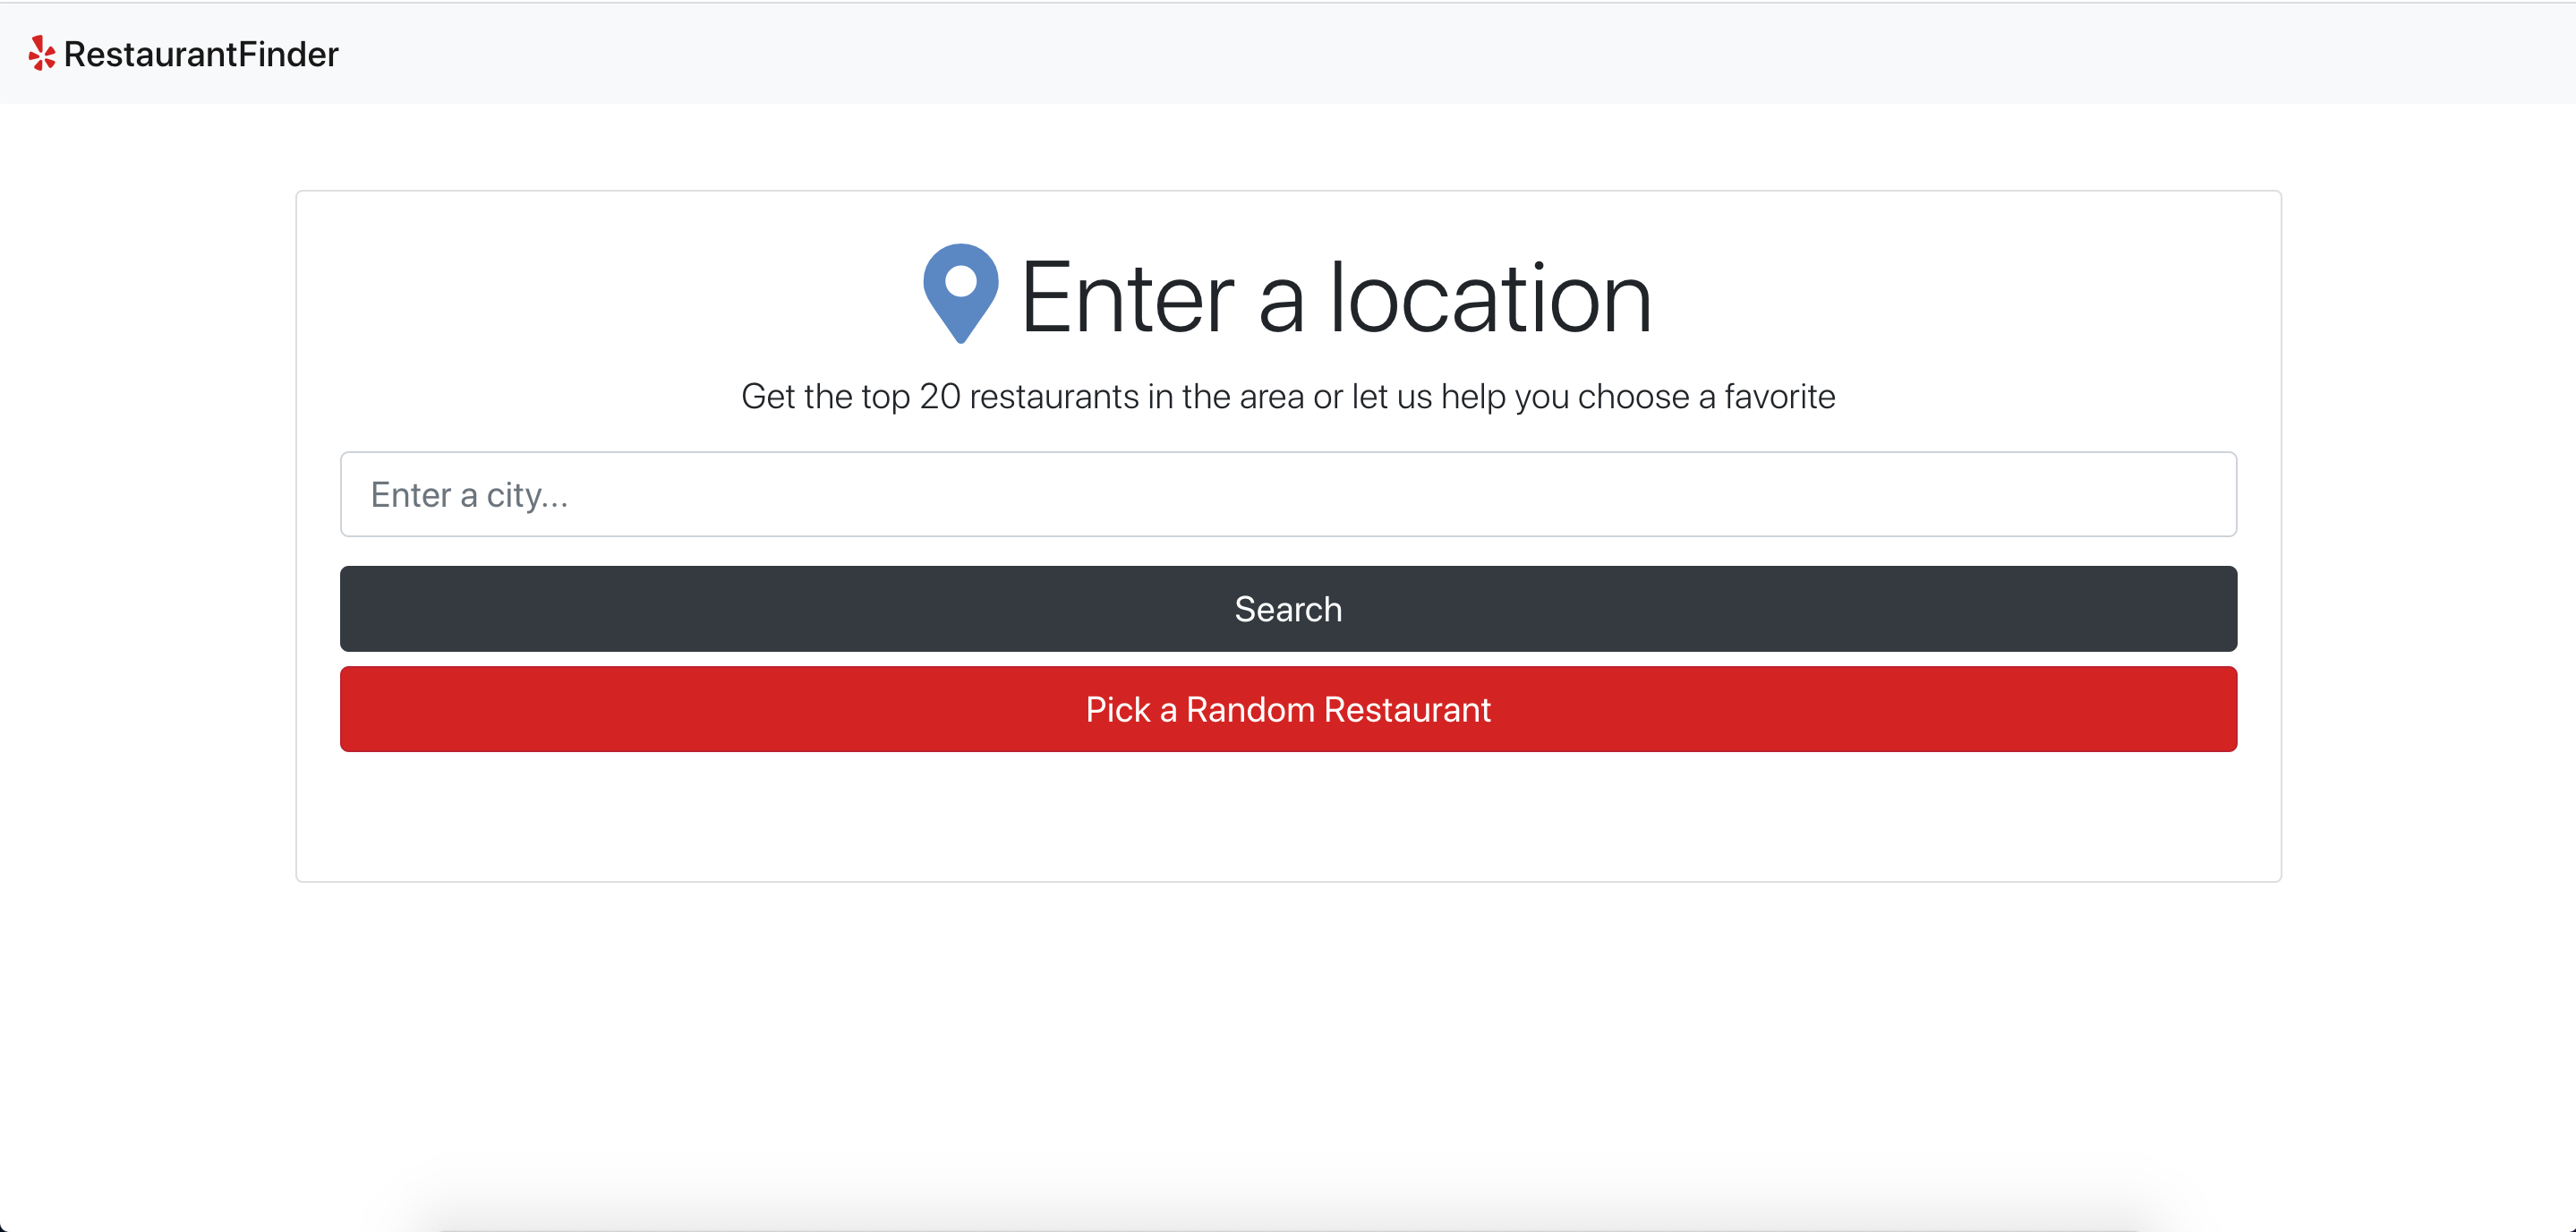 RestaurantFinder
Enter a location
Get the top 20 restaurants in the area or let us help you choose a favorite
Enter a city...
Search
Pick a Random Restaurant